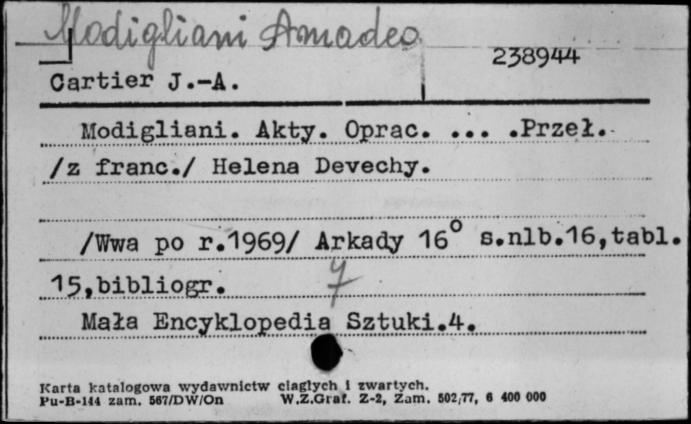 Modigliani Amadeo
238944
Cartier J.-A.
Modigliani. Akty. Oprac. ... .Przeł.
/z franc./ Helena Devechy.
/Wwa po r.1969/ Arkady 16° s.nlb.16,tabl.
15,bibliogr.
7
Mała Encyklopedia Sztuki.4.
Karta katalogowa wydawnictw ciągłych i zwartych.
Pu-B-144 zam. 567/DW/On W.Z.Graf. Z-2, Zam. 502/77, 6 400 000